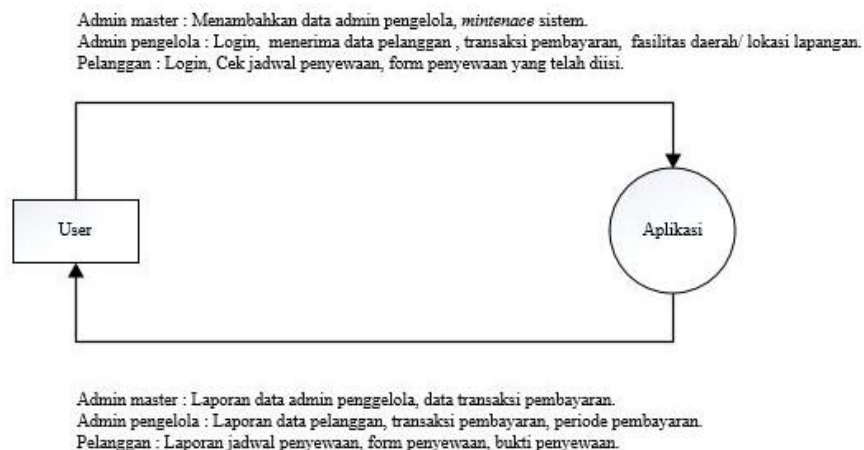 Admin master : Menambahkan data admin pengelola, mintenace sistem.
Admin pengelola : Login, menerima data pelanggan , transaksi pembayaran, fasilitas daerah/ lokasi lapangan.
Pelanggan : Login, Cek jadwal penyewaan, form penyewaan yang telah diisi.
User
Aplikasi
Admin master : Laporan data admin penggelola, data transaksi pembayaran.
Admin pengelola : Laporan data pelanggan, transaksi pembayaran, periode pembayaran.
Pelanggan : Laporan jadwal penyewaan, form penyewaan, bukti penyewaan.